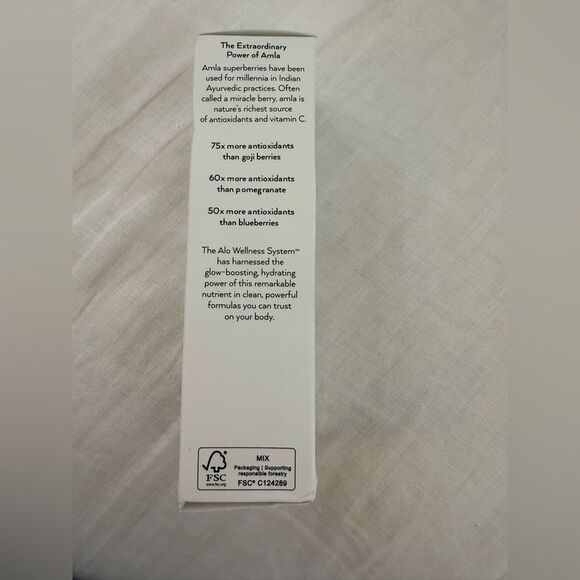 The Extraordinary
Power of Amla
Amla superberries have been
used for millennia in Indian
Ayurvedic practices. Often
called a miracle berry, amla is
nature's richest source
of antioxidants and vitamin C.
75x more antioxidants
than goji berries
60x more antioxidants
than pomegranate
50x more antioxidants
than blueberries
The Alo Wellness System™
has harnessed the
glow-boosting, hydrating
power of this remarkable
nutrient in clean, powerful
formulas you can trust
on your body.
FSC
www.fsc.org
MIX
Packaging | Supporting
responsible forestry
FSC® C124289